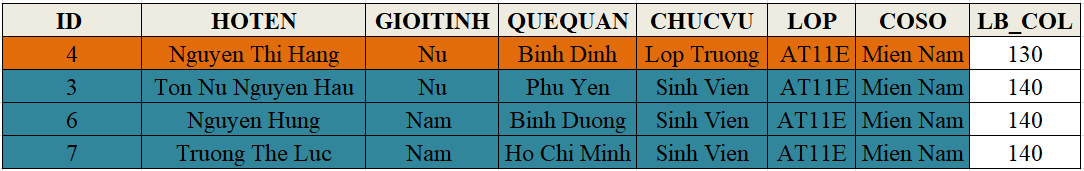 ID HOTEN GIOITINH QUEQUAN CHUCVU LOP COSO LB_COL
4 Nguyen Thi Hang Nu Binh Dinh Lop Truong AT11E Mien Nam 130
3 Ton Nu Nguyen Hau Nu Phu Yen Sinh Vien AT11E Mien Nam 140
6 Nguyen Hung Nam Binh Duong Sinh Vien AT11E Mien Nam 140
7 Truong The Luc Nam Ho Chi Minh Sinh Vien AT11E Mien Nam 140